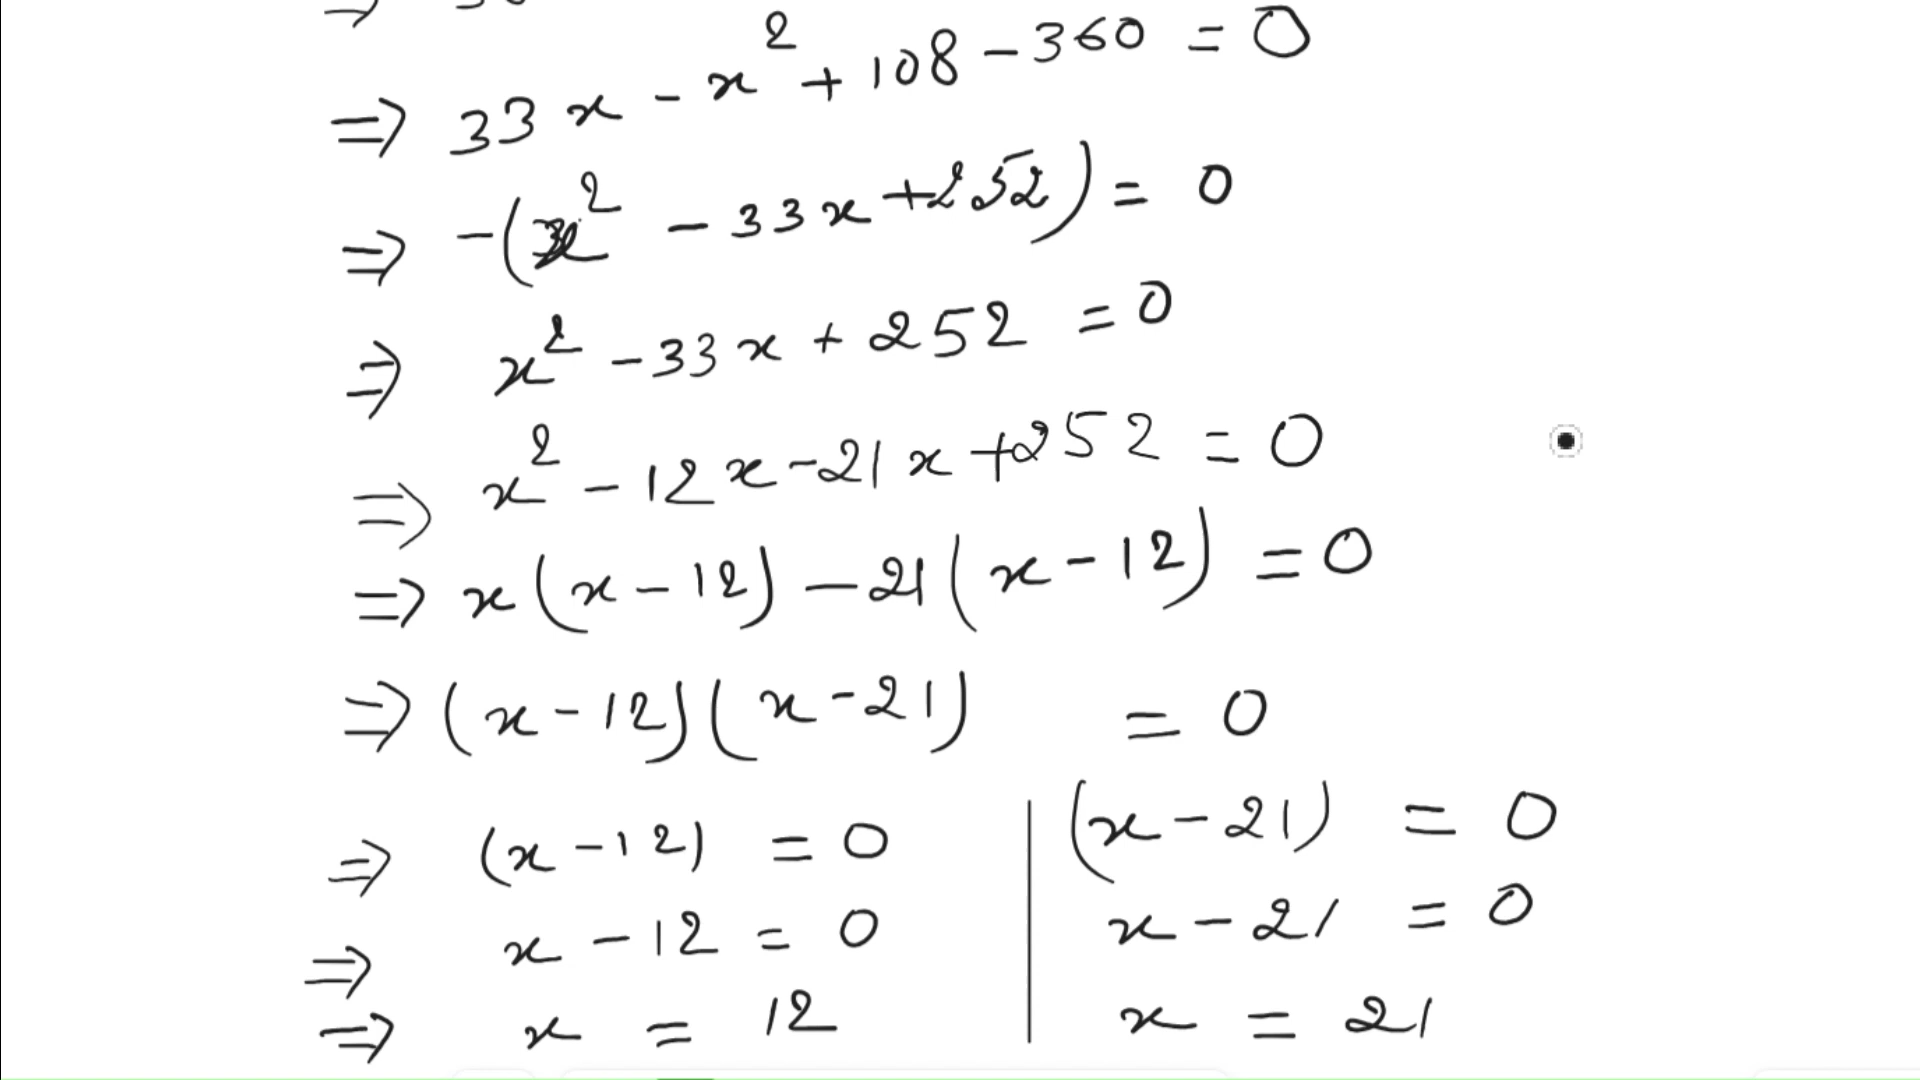 ⇒ 33x - x² + 108 - 360 = 0
⇒ -(x² - 33x + 252) = 0
⇒ x² - 33x + 252 = 0
⇒ x² - 12x - 21x + 252 = 0
⇒ x(x - 12) - 21(x - 12) = 0
⇒ (x - 12)(x - 21) = 0
⇒ (x - 12) = 0 | (x - 21) = 0
⇒ x - 12 = 0 | x - 21 = 0
⇒ x = 12 | x = 21